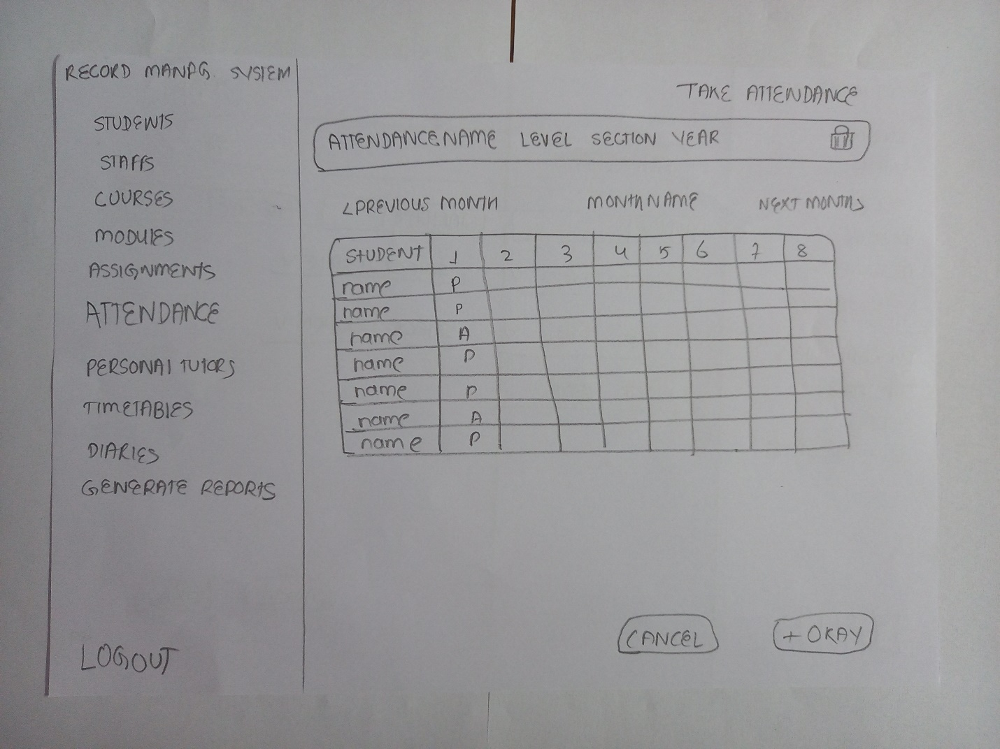 RECORD MANAG. SYSTEM
STUDENTS
STAFFS
COURSES
MODULES
ASSIGNMENTS
ATTENDANCE
PERSONAL TUTORS
TIMETABLES
DIARIES
GENERATE REPORTS
LOGOUT
TAKE ATTENDANCE
ATTENDANCE NAME LEVEL SECTION YEAR
<PREVIOUS MONTH MONTH NAME NEXT MONTH>
STUDENT 1 2 3 4 5 6 7 8
name P
name P
name A
name P
name P
name A
name P
CANCEL + OKAY